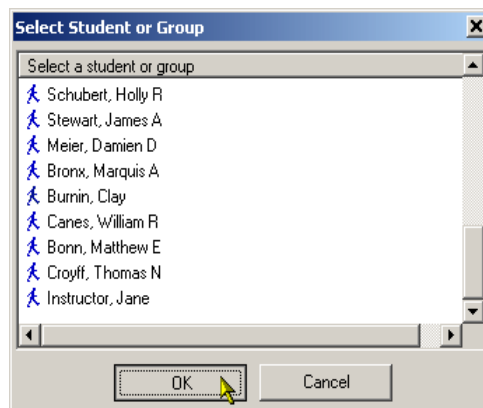 Select Student or Group
Select a student or group
Schubert, Holly R
Stewart, James A
Meier, Damien D
Bronx, Marquis A
Burnin, Clay
Canes, William R
Bonn, Matthew E
Croyff, Thomas N
Instructor, Jane
OK Cancel